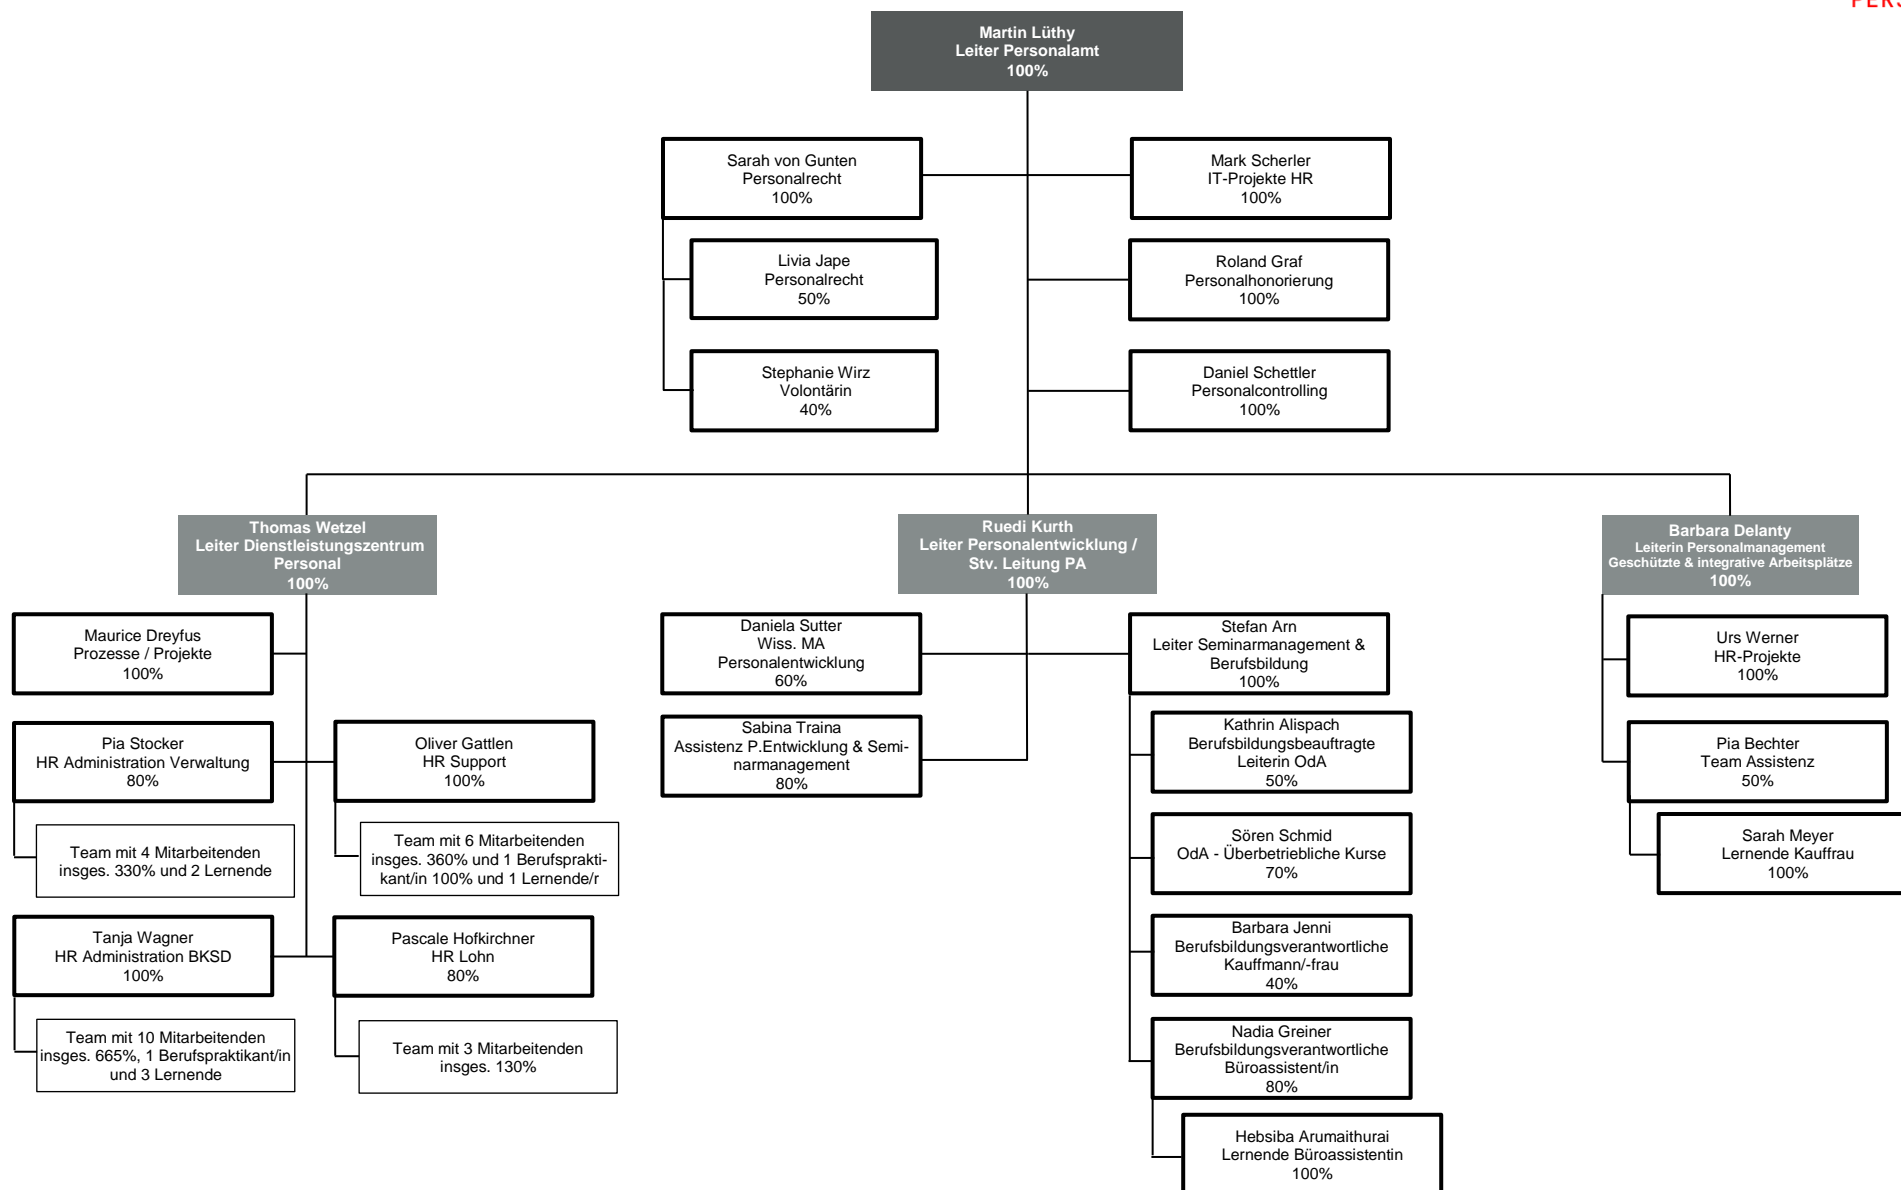 PERS
Martin Lüthy
Leiter Personalamt
100%
Sarah von Gunten
Personalrecht
100%
Mark Scherler
IT-Projekte HR
100%
Livia Jape
Personalrecht
50%
Roland Graf
Personalhonorierung
100%
Stephanie Wirz
Volontärin
40%
Daniel Schettler
Personalcontrolling
100%
Thomas Wetzel
Leiter Dienstleistungszentrum
Personal
100%
Ruedi Kurth
Leiter Personalentwicklung /
Stv. Leitung PA
100%
Barbara Delanty
Leiterin Personalmanagement
Geschützte & integrative Arbeitsplätze
100%
Maurice Dreyfus
Prozesse / Projekte
100%
Pia Stocker
HR Administration Verwaltung
80%
Oliver Gattlen
HR Support
100%
Team mit 4 Mitarbeitenden
insges. 330% und 2 Lernende
Team mit 6 Mitarbeitenden
insges. 360% und 1 Berufsprakti-
kant/in 100% und 1 Lernende/r
Tanja Wagner
HR Administration BKSD
100%
Pascale Hofkirchner
HR Lohn
80%
Team mit 10 Mitarbeitenden
insges. 665%, 1 Berufspraktikant/in
und 3 Lernende
Team mit 3 Mitarbeitenden
insges. 130%
Daniela Sutter
Wiss. MA
Personalentwicklung
60%
Stefan Arn
Leiter Seminarmanagement &
Berufsbildung
100%
Sabina Traina
Assistenz P.Entwicklung & Semi-
narmanagement
80%
Kathrin Alispach
Berufsbildungsbeauftragte
Leiterin OdA
50%
Sören Schmid
OdA - Überbetriebliche Kurse
70%
Barbara Jenni
Berufsbildungsverantwortliche
Kauffmann/-frau
40%
Nadia Greiner
Berufsbildungsverantwortliche
Büroassistent/in
80%
Hebsiba Arumaithurai
Lernende Büroassistentin
100%
Urs Werner
HR-Projekte
100%
Pia Bechter
Team Assistenz
50%
Sarah Meyer
Lernende Kauffrau
100%